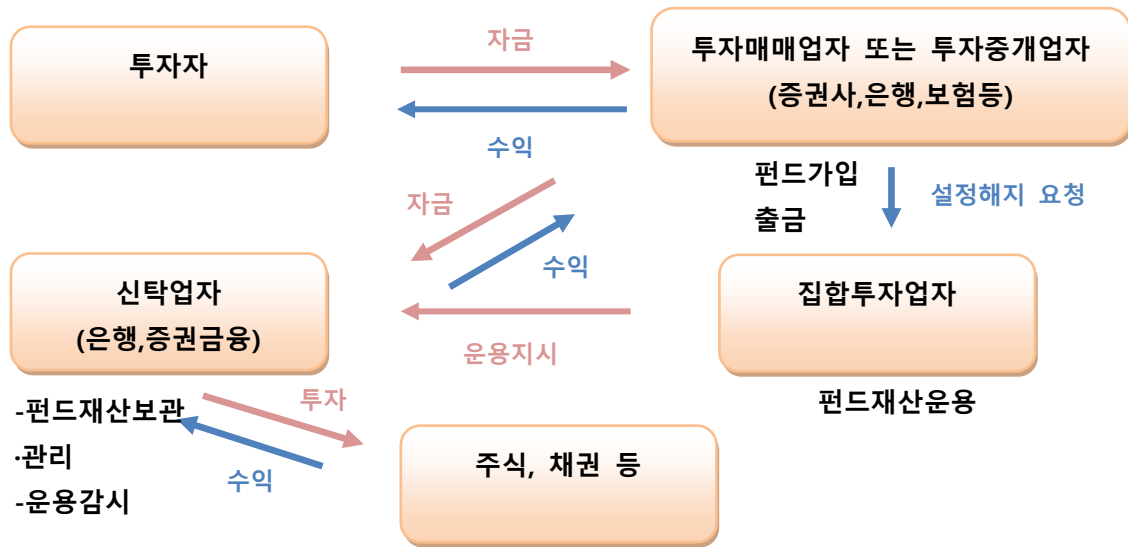 투자자
자금
수익
투자매매업자 또는 투자중개업자
(증권사,은행,보험등)
펀드가입
출금
설정해지 요청
자금
수익
신탁업자
(은행,증권금융)
운용지시
집합투자업자
펀드재산운용
-펀드재산보관
·관리
-운용감시
투자
수익
주식, 채권 등